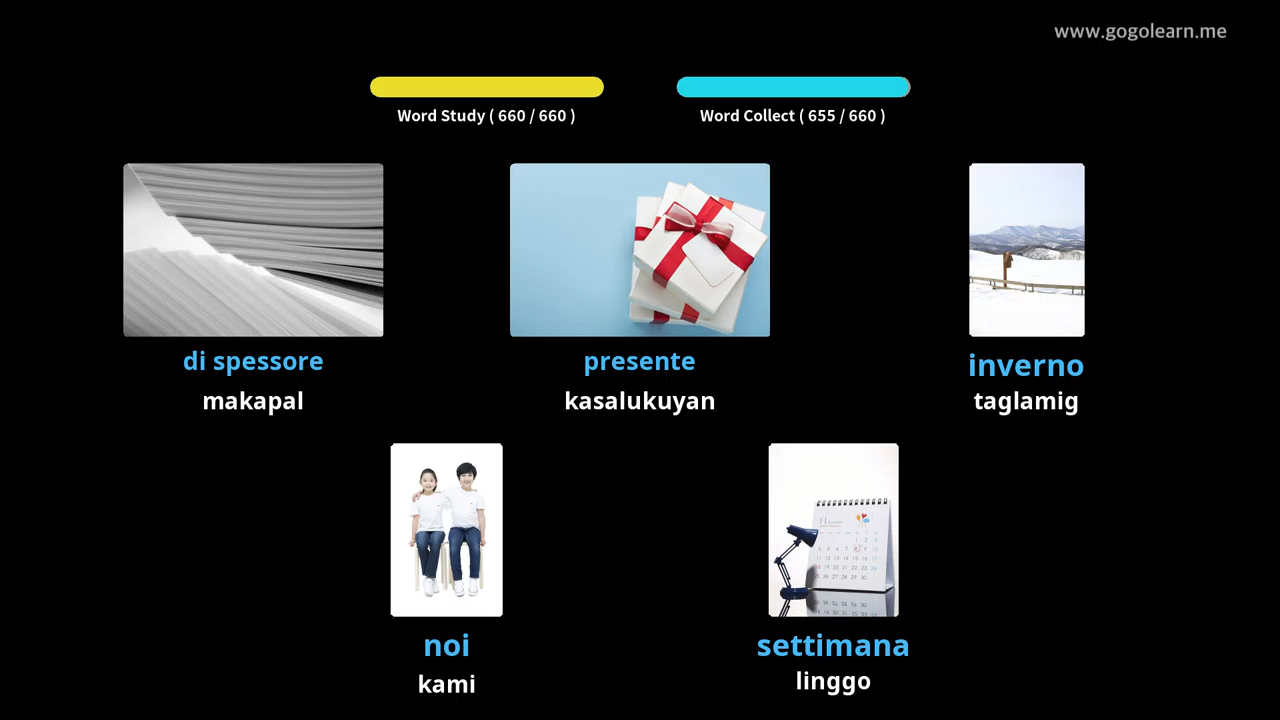 www.gogolearn.me
Word Study ( 660 / 660 )
Word Collect ( 655 / 660 )
di spessore
makapal
presente
kasalukuyan
inverno
taglamig
noi
kami
settimana
linggo